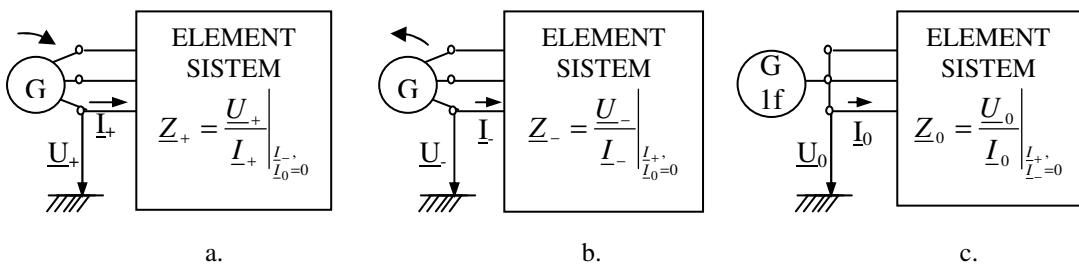 ELEMENT
SISTEM
G
I₊
U₊
Z₊ = U₊ / I₊ | I₋, I₀=0
a.
ELEMENT
SISTEM
G
I₋
U₋
Z₋ = U₋ / I₋ | I₊, I₀=0
b.
ELEMENT
SISTEM
G
1f
I₀
U₀
Z₀ = U₀ / I₀ | I₊, I₋=0
c.